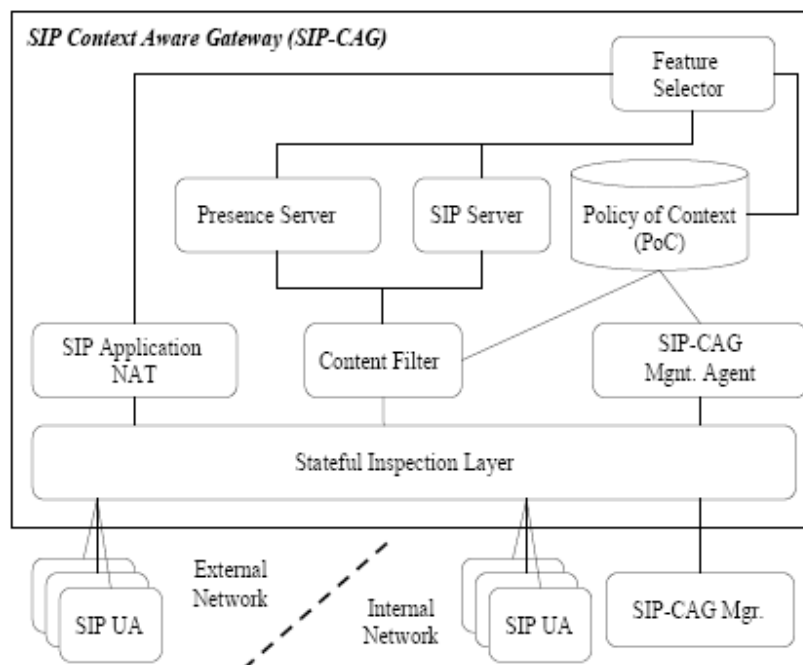 SIP Context Aware Gateway (SIP-CAG)
Feature
Selector
Presence Server
SIP Server
Policy of Context
(PoC)
SIP Application
NAT
Content Filter
SIP-CAG
Mgnt. Agent
Stateful Inspection Layer
External
Network
SIP UA
Internal
Network
SIP UA
SIP-CAG Mgr.